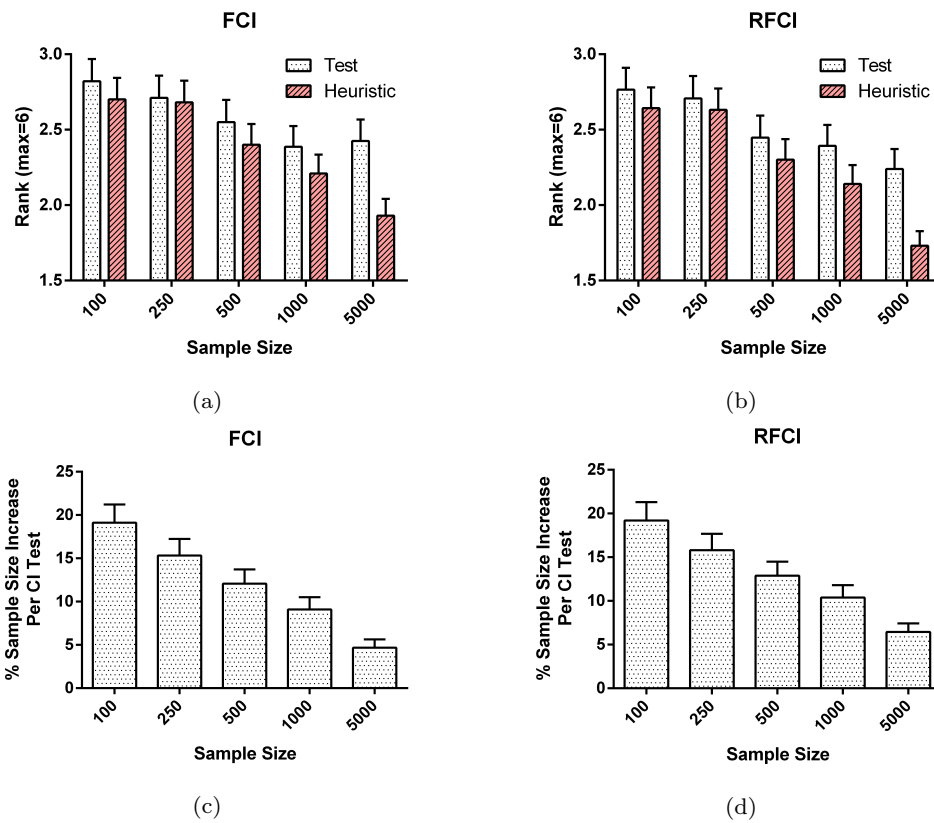 FCI
3.0
2.5
2.0
1.5
Rank (max=6)
Test
Heuristic
100
250
500
1000
5000
Sample Size
(a)
RFCI
3.0
2.5
2.0
1.5
Rank (max=6)
Test
Heuristic
100
250
500
1000
5000
Sample Size
(b)
FCI
25
20
15
10
5
0
% Sample Size Increase
Per CI Test
100
250
500
1000
5000
Sample Size
(c)
RFCI
25
20
15
10
5
0
% Sample Size Increase
Per CI Test
100
250
500
1000
5000
Sample Size
(d)